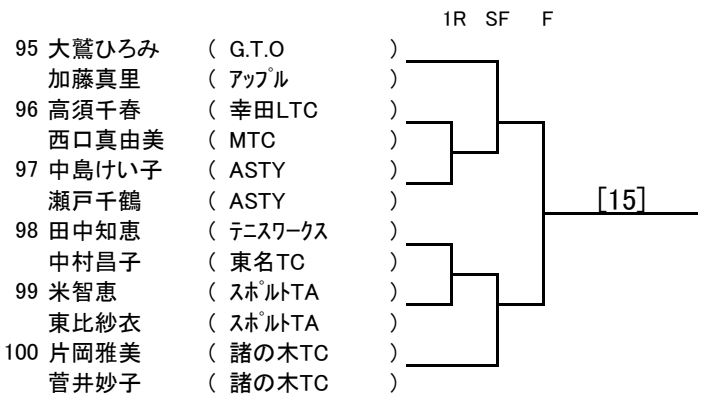 1R SF F
95 大鷲ひろみ ( G.T.O )
加藤真里 ( ｱｯﾌﾟﾙ )
96 高須千春 ( 幸田LTC )
西口真由美 ( MTC )
97 中島けい子 ( ASTY )
瀬戸千鶴 ( ASTY )
[15]
98 田中知恵 ( ﾃﾆｽﾜｰｸｽ )
中村昌子 ( 東名TC )
99 米智恵 ( ｽﾎﾟﾙﾄTA )
東比紗衣 ( ｽﾎﾟﾙﾄTA )
100 片岡雅美 ( 諸の木TC )
菅井妙子 ( 諸の木TC )